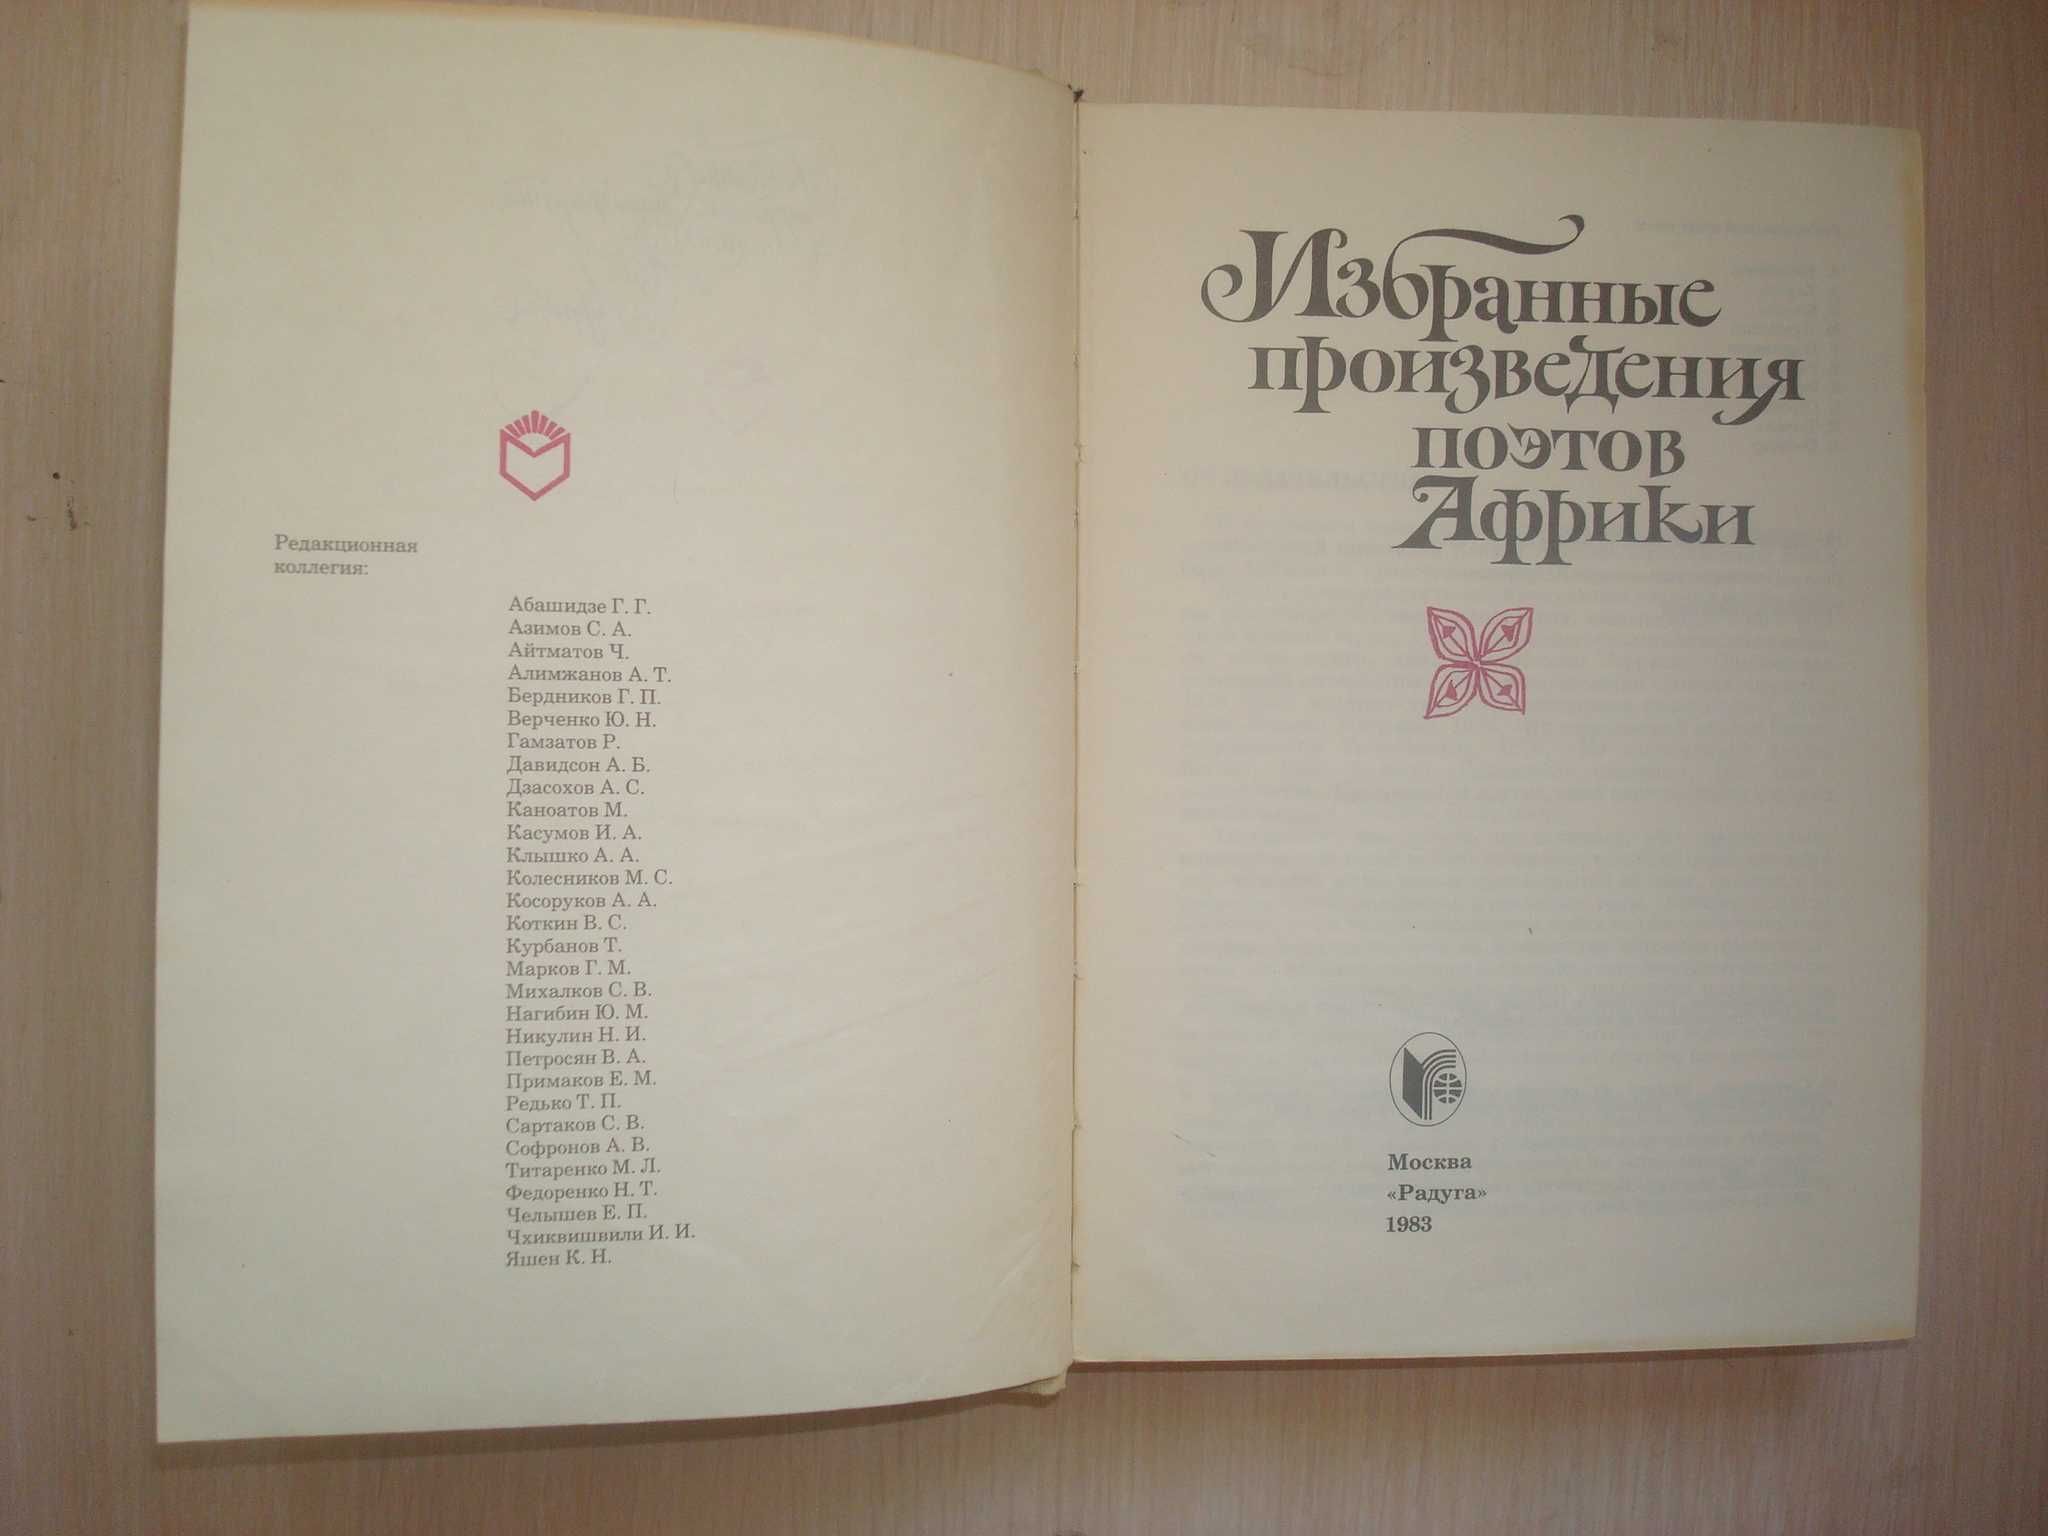 Редакционная
коллегия:
Абашидзе Г. Г.
Азимов С. А.
Айтматов Ч.
Алимжанов А. Т.
Бердников Г. П.
Верченко Ю. Н.
Гамзатов Р.
Давидсон А. Б.
Дзасохов А. С.
Каноатов М.
Касумов И. А.
Клышко А. А.
Колесников М. С.
Косоруков А. А.
Коткин В. С.
Курбанов Т.
Марков Г. М.
Михалков С. В.
Нагибин Ю. М.
Никулин Н. И.
Петросян В. А.
Примаков Е. М.
Редько Т. П.
Сартаков С. В.
Софронов А. В.
Титаренко М. Л.
Федоренко Н. Т.
Челышев Е. П.
Чхиквишвили И. И.
Яшен К. Н.
Избранные
произведения
поэтов
Африки
Москва
«Радуга»
1983